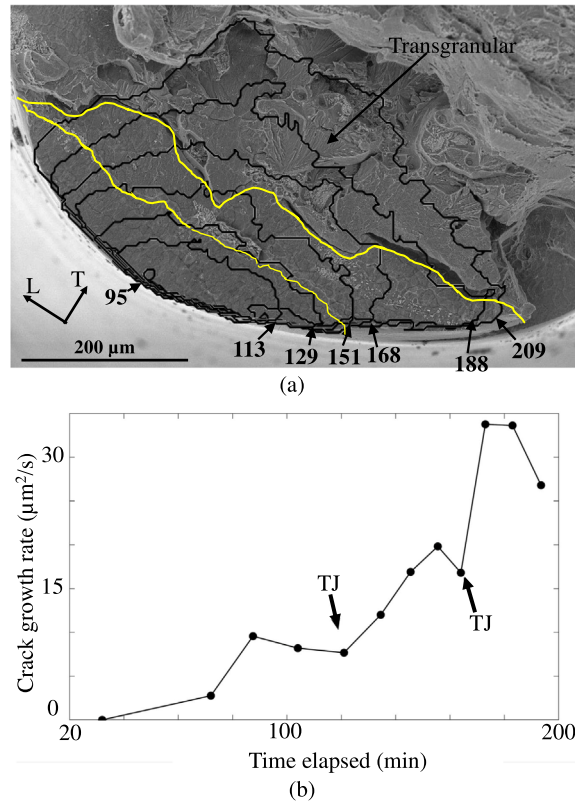 Transgranular
L
T
95
200 µm
113
129
151
168
188
209
(a)
Crack growth rate (µm²/s)
30
15
0
TJ
TJ
20
100
200
Time elapsed (min)
(b)